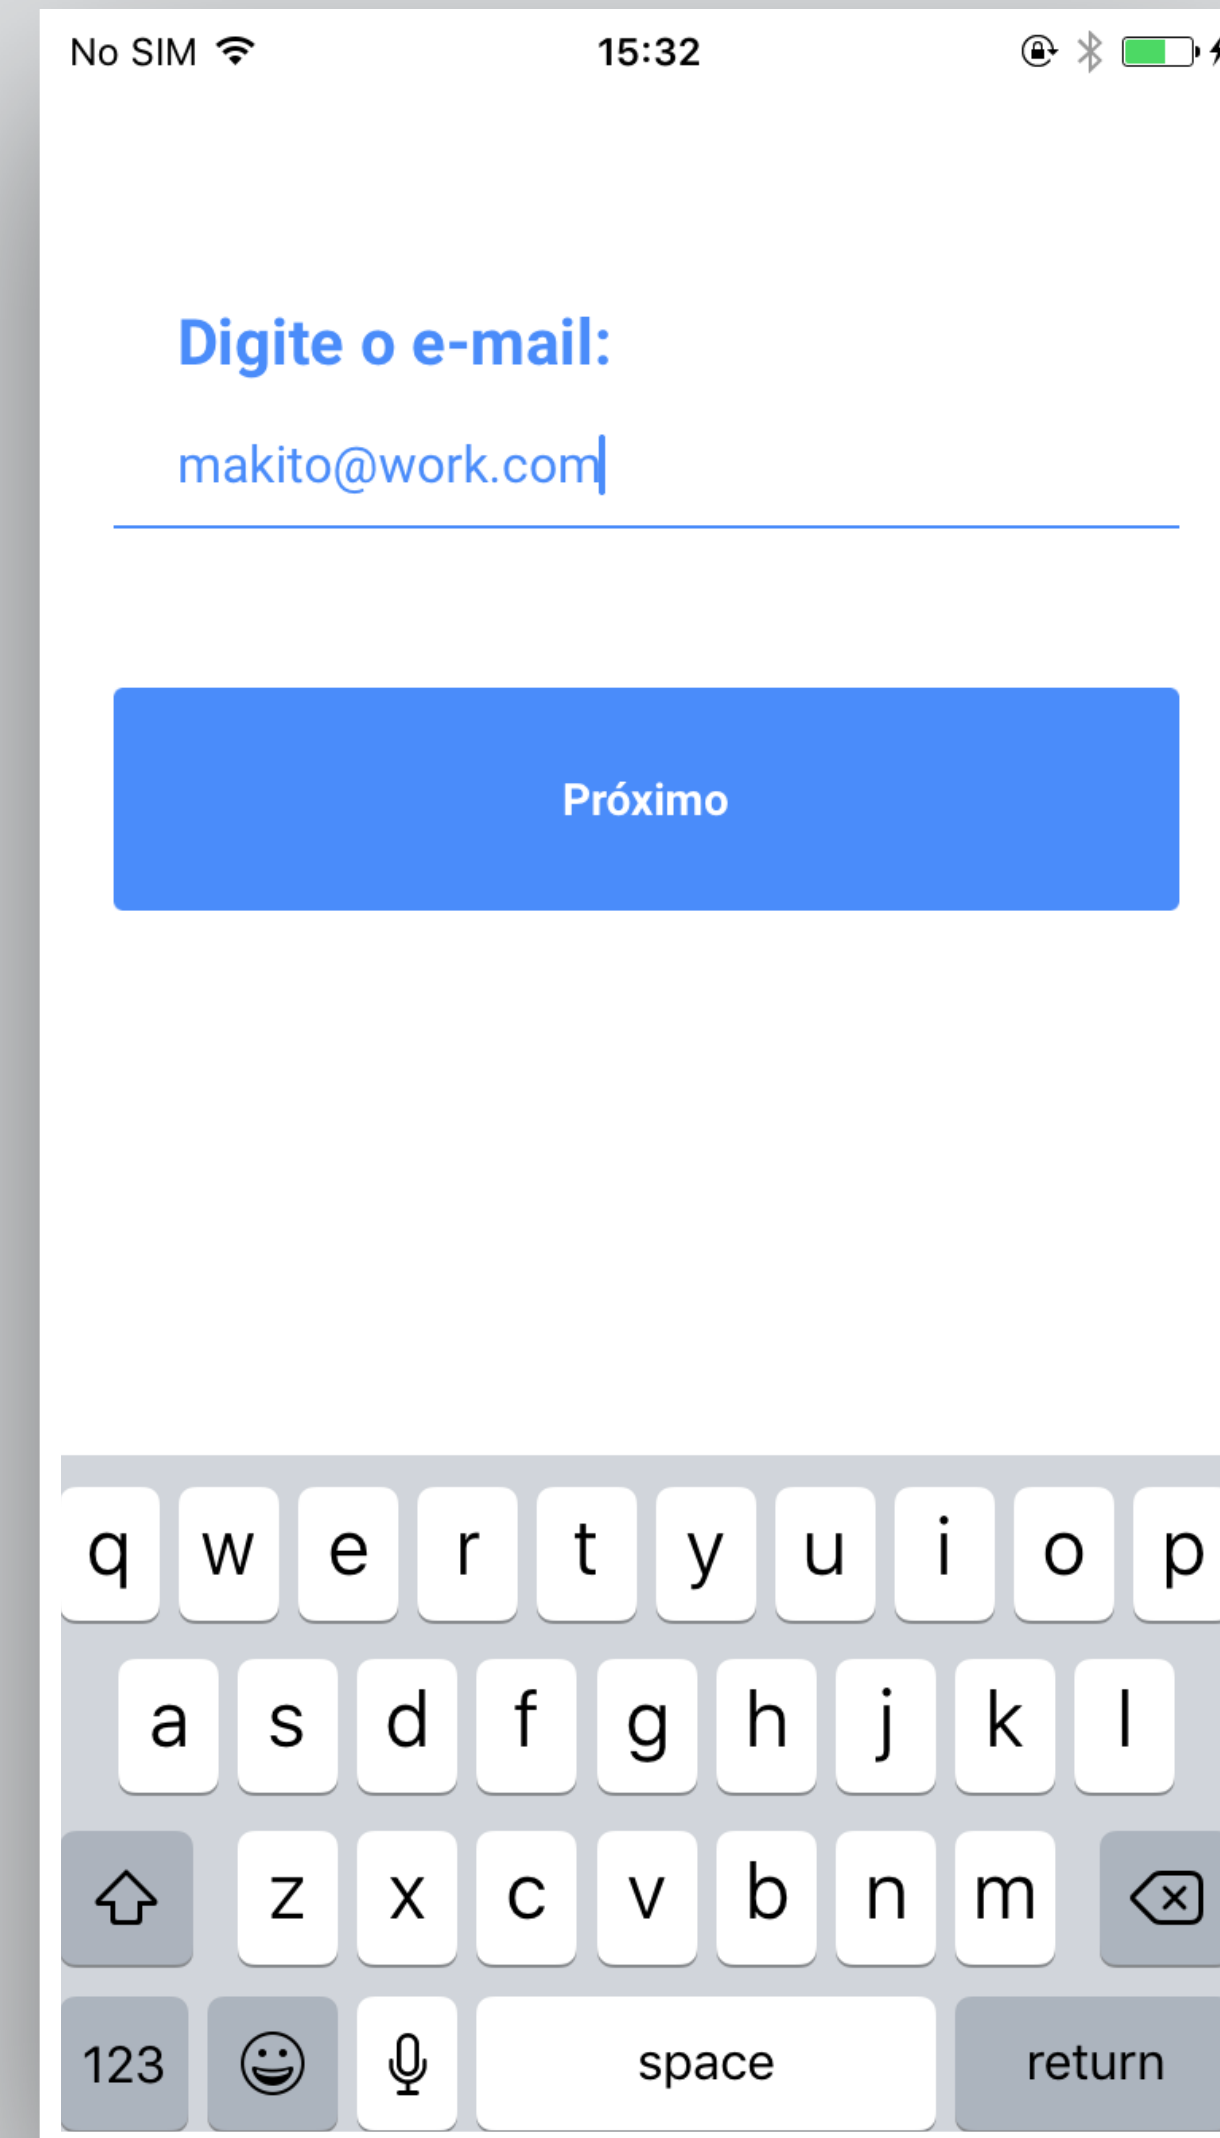 No SIM 15:32
Digite o e-mail:
makito@work.com
Próximo
q w e r t y u i o p
a s d f g h j k l
z x c v b n m
123 space return